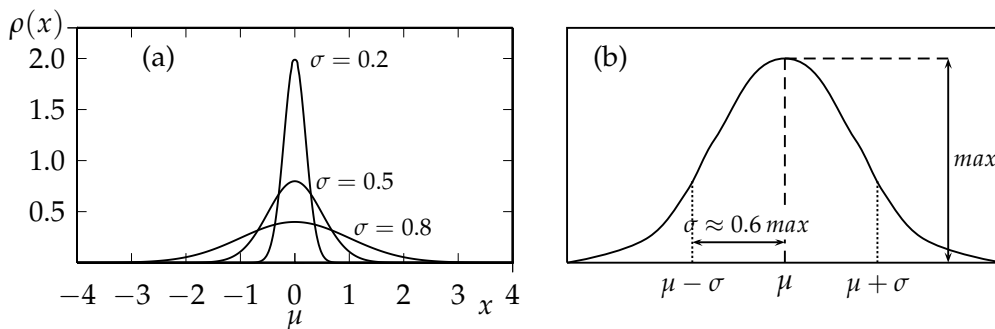 ρ(x)
(a)
2.0
σ = 0.2
1.5
1.0
σ = 0.5
0.5
σ = 0.8
−4 −3 −2 −1 0 1 2 3 x 4
μ
(b)
max
σ ≈ 0.6 max
μ − σ μ μ + σ